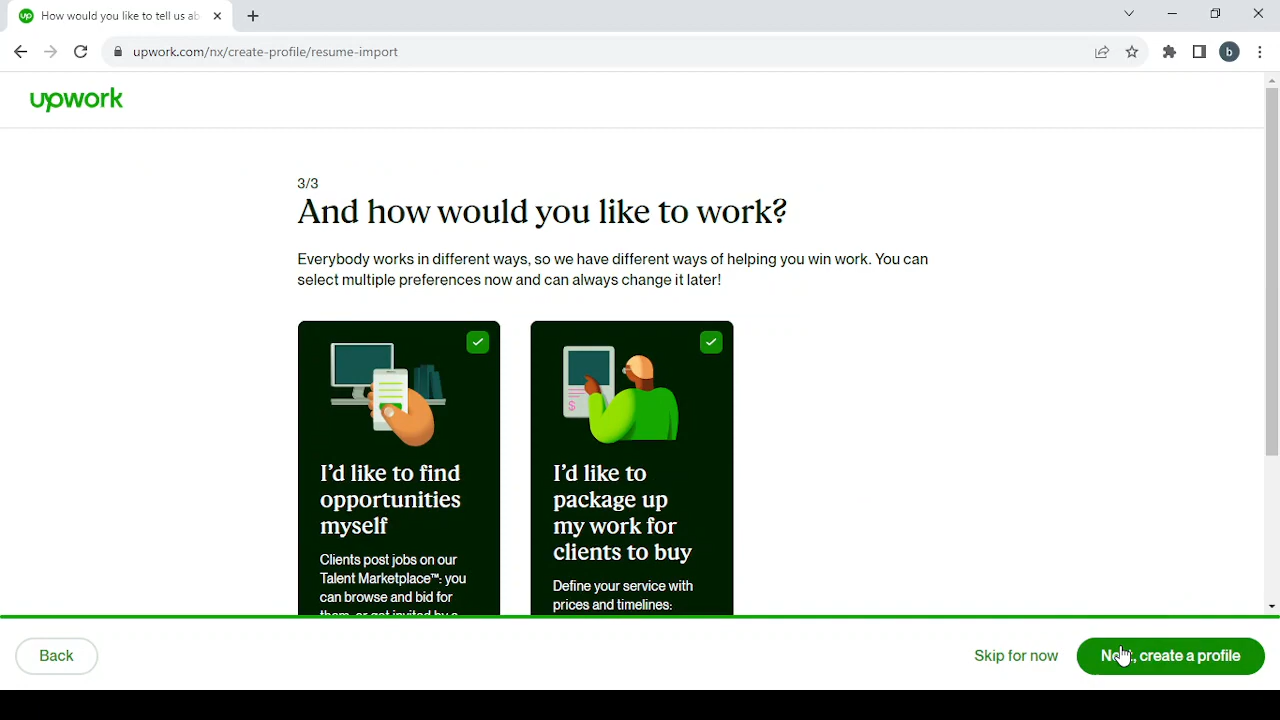 How would you like to tell us ab
upwork.com/nx/create-profile/resume-import
b
upwork
3/3
And how would you like to work?
Everybody works in different ways, so we have different ways of helping you win work. You can
select multiple preferences now and can always change it later!
I'd like to find
opportunities
myself
Clients post jobs on our
Talent Marketplace™: you
can browse and bid for
$
I'd like to
package up
my work for
clients to buy
Define your service with
prices and timelines:
Back
Skip for now
create a profile